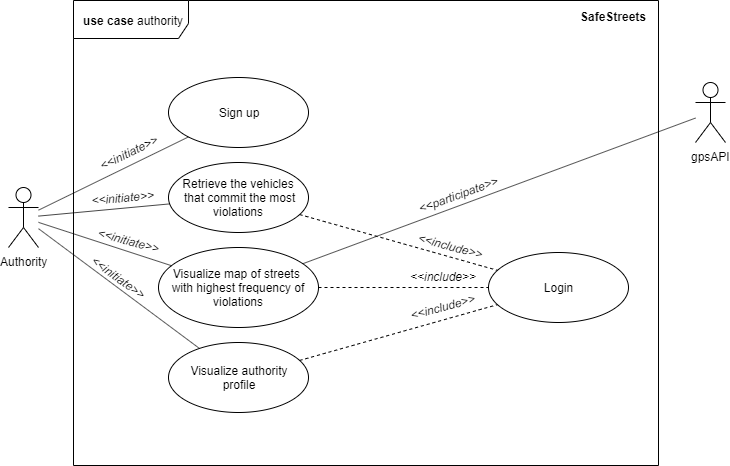 use case authority
SafeStreets
Sign up
<<initiate>>
gpsAPI
Retrieve the vehicles
that commit the most
violations
<<initiate>>
<<participate>>
Authority
<<initiate>>
<<include>>
Visualize map of streets
with highest frequency of
violations
<<initiate>>
<<include>>
Login
<<include>>
Visualize authority
profile